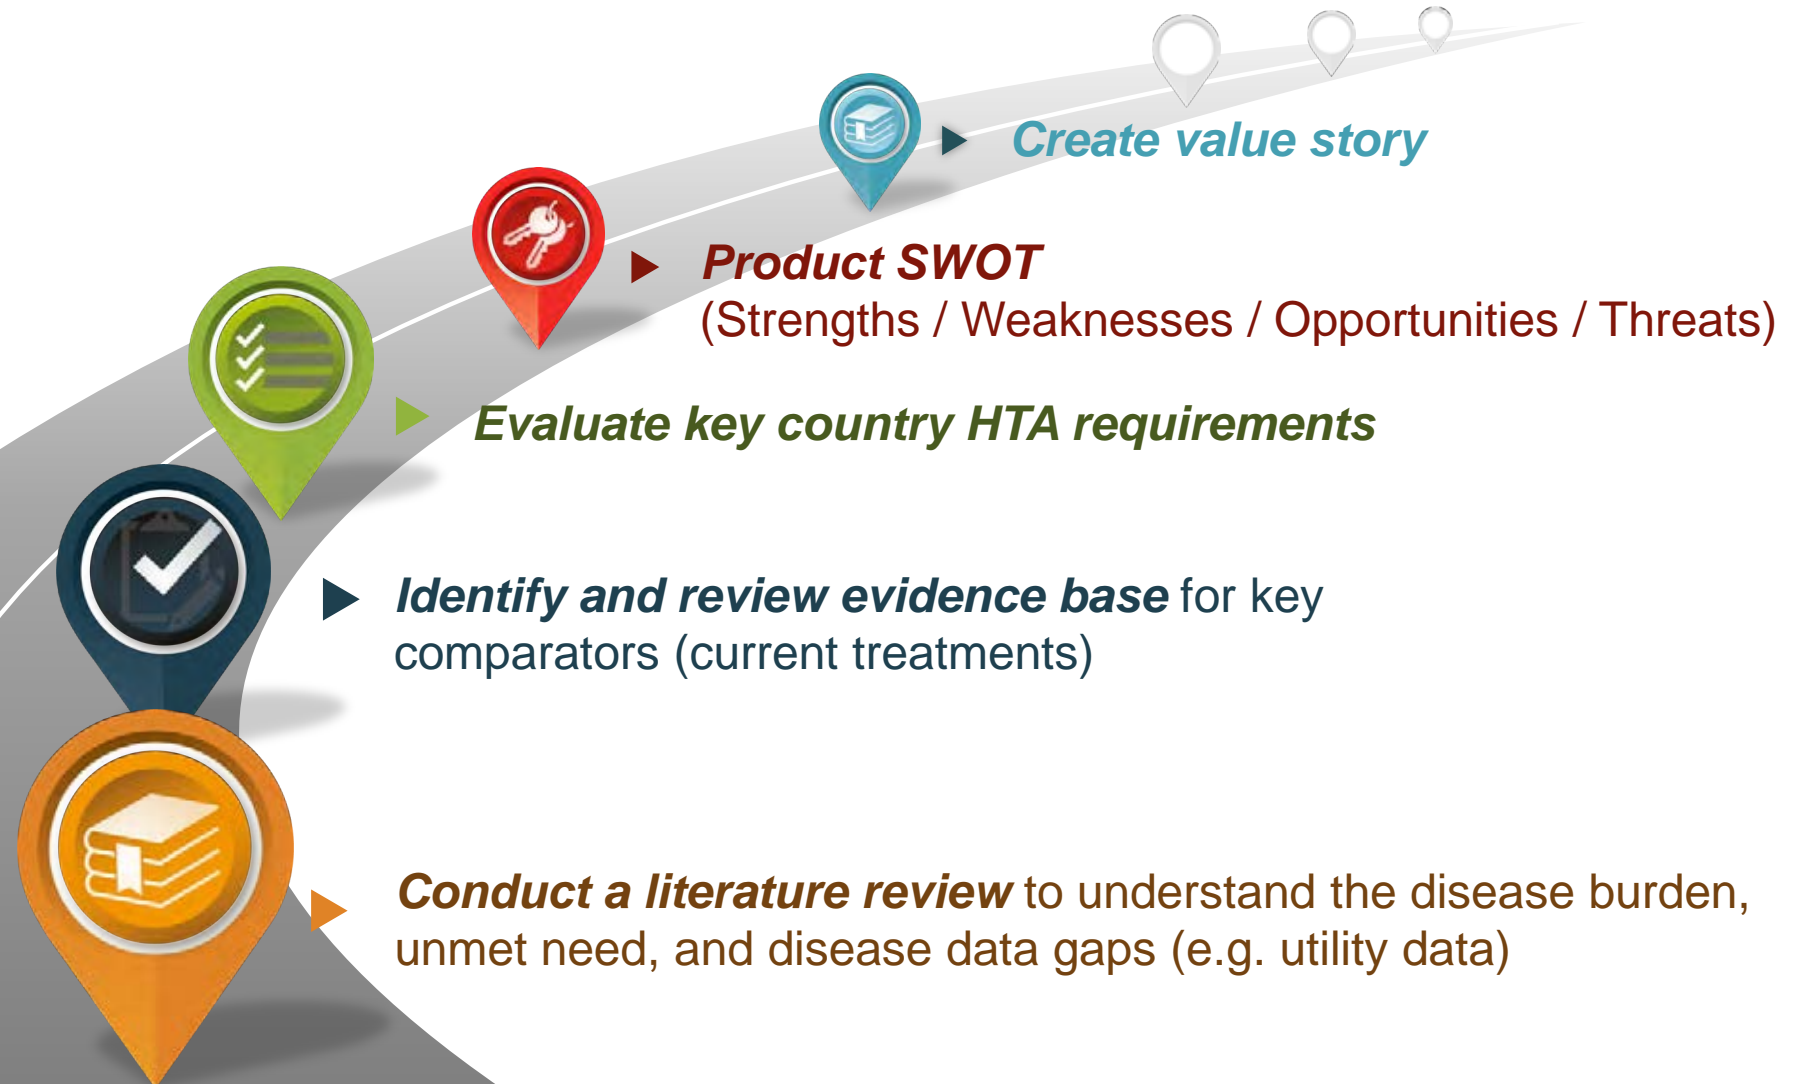 Create value story
Product SWOT
(Strengths / Weaknesses / Opportunities / Threats)
Evaluate key country HTA requirements
Identify and review evidence base for key
comparators (current treatments)
Conduct a literature review to understand the disease burden,
unmet need, and disease data gaps (e.g. utility data)